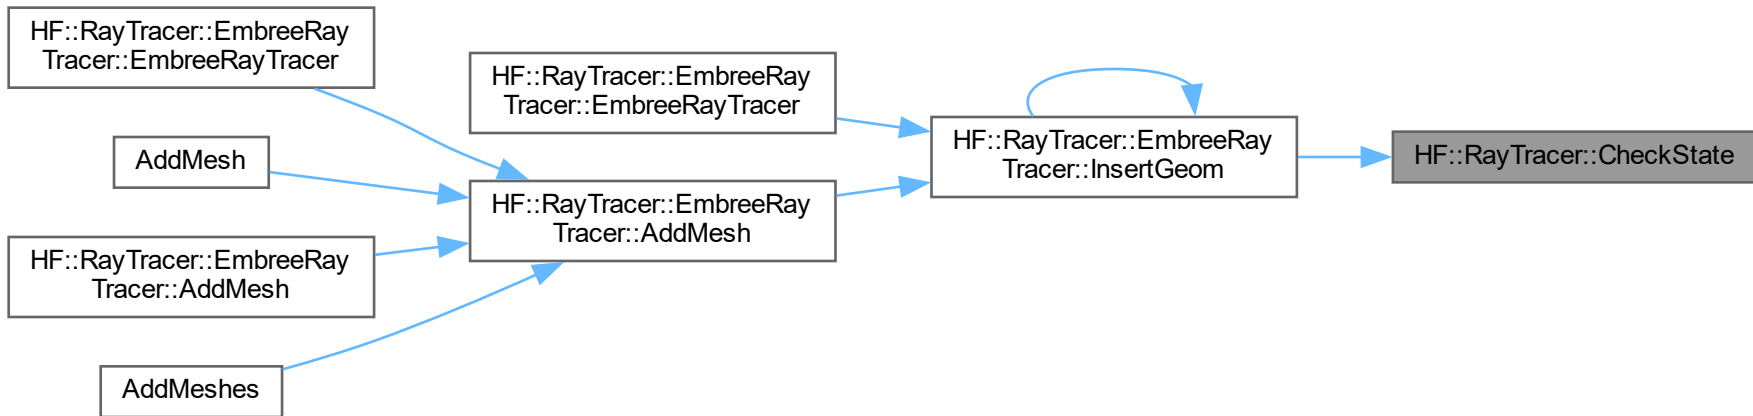 HF::RayTracer::EmbreeRay
Tracer::EmbreeRayTracer
AddMesh
HF::RayTracer::EmbreeRay
Tracer::AddMesh
AddMeshes
HF::RayTracer::EmbreeRay
Tracer::EmbreeRayTracer
HF::RayTracer::EmbreeRay
Tracer::AddMesh
HF::RayTracer::EmbreeRay
Tracer::InsertGeom
HF::RayTracer::CheckState